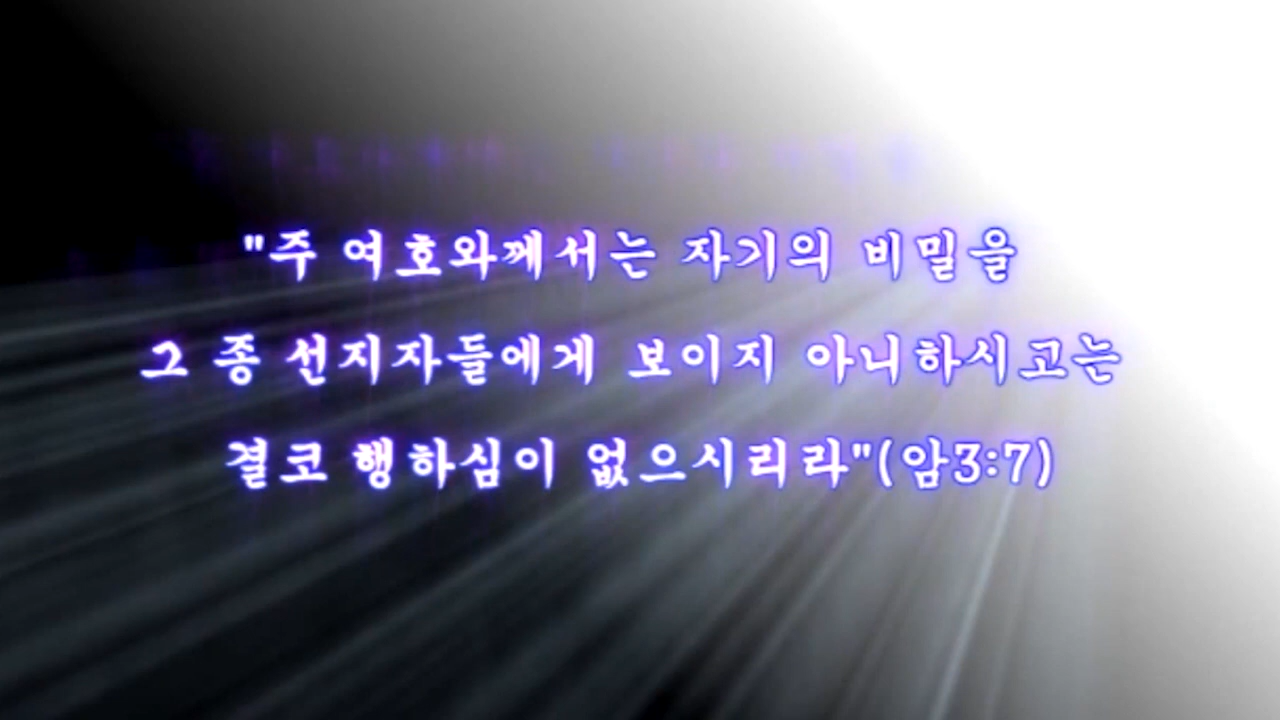 "주 여호와께서는 자기의 비밀을
그 종 선지자들에게 보이지 아니하시고는
결코 행하심이 없으시리라"(암3:7)